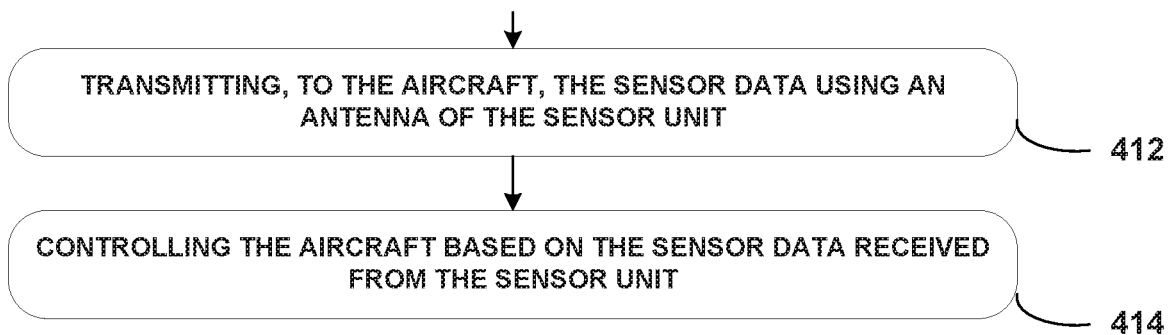 TRANSMITTING, TO THE AIRCRAFT, THE SENSOR DATA USING AN
ANTENNA OF THE SENSOR UNIT
412
CONTROLLING THE AIRCRAFT BASED ON THE SENSOR DATA RECEIVED
FROM THE SENSOR UNIT
414